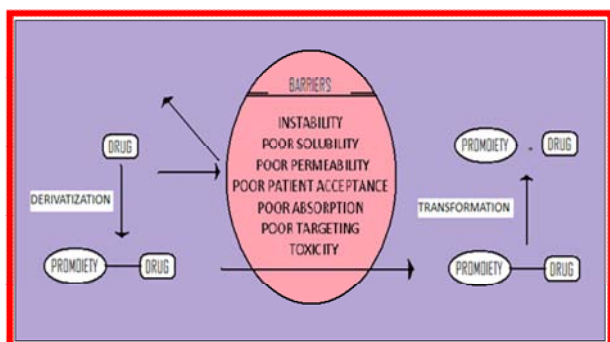 BARRIERS
INSTABILITY
POOR SOLUBILITY
POOR PERMEABILITY
POOR PATIENT ACCEPTANCE
POOR ABSORPTION
POOR TARGETING
TOXICITY
DRUG
DERIVATIZATION
PROMOIETY DRUG
PROMOIETY - DRUG
TRANSFORMATION
PROMOIETY DRUG